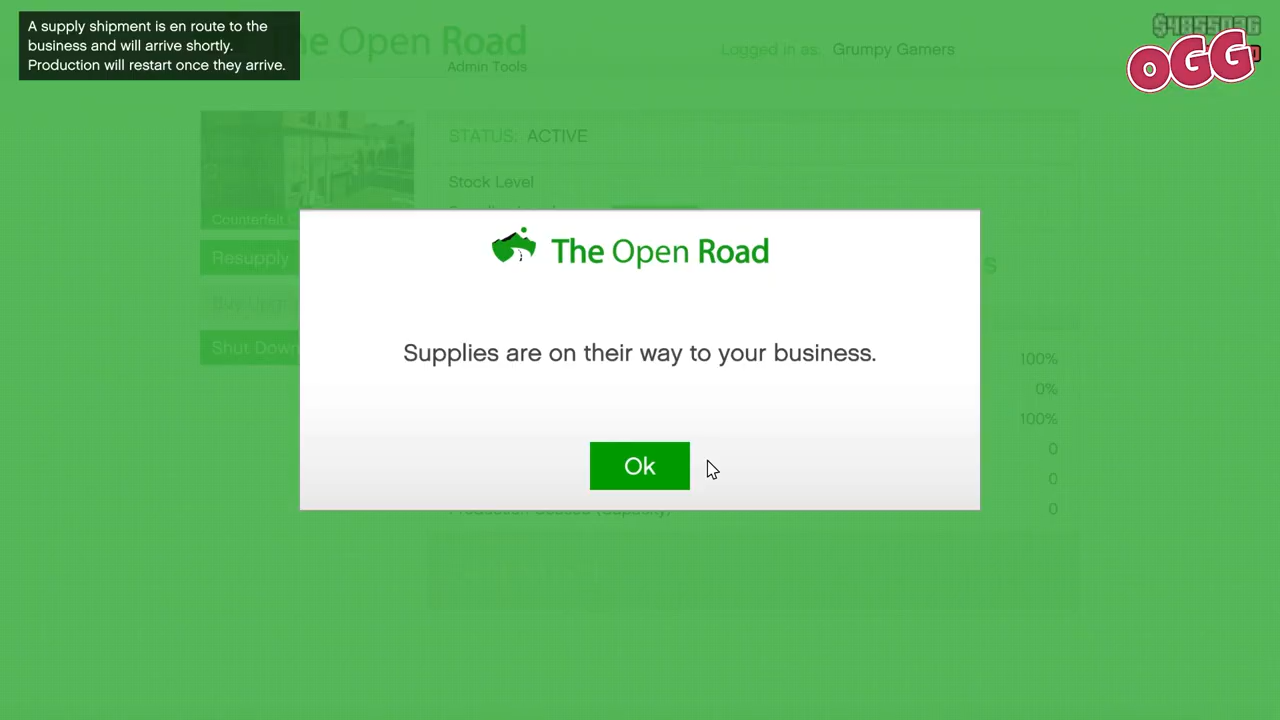 A supply shipment is en route to the
business and will arrive shortly.
Production will restart once they arrive.
The Open Road
Admin Tools
Logged in as: Grumpy Gamers
OGG
STATUS: ACTIVE
Stock Level
Counterfeit
Resupply
Shut Down
The Open Road
Supplies are on their way to your business.
Ok
100%
0%
100%
0
0
0